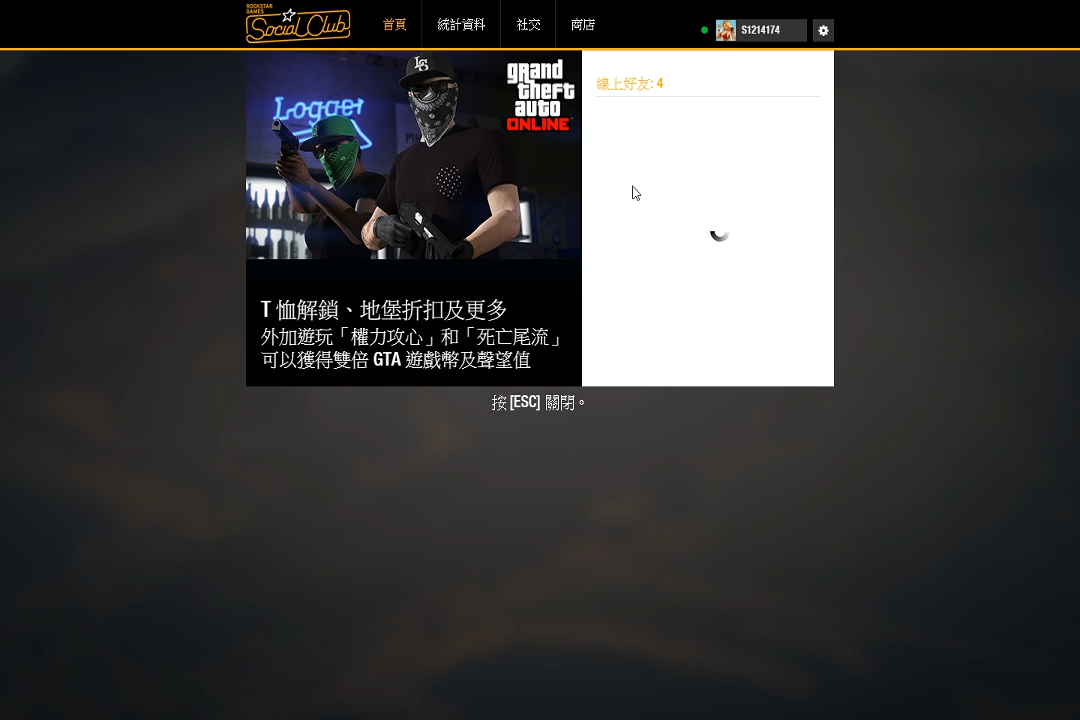 ROCKSTAR
GAMES
Social Club
首頁
統計資料
社交
商店
S1214174
Logger
LS
grand
theft
auto
ONLINE
線上好友: 4
T 恤解鎖、地堡折扣及更多
外加遊玩「權力攻心」和「死亡尾流」
可以獲得雙倍 GTA 遊戲幣及聲望值
按 [ESC] 關閉。